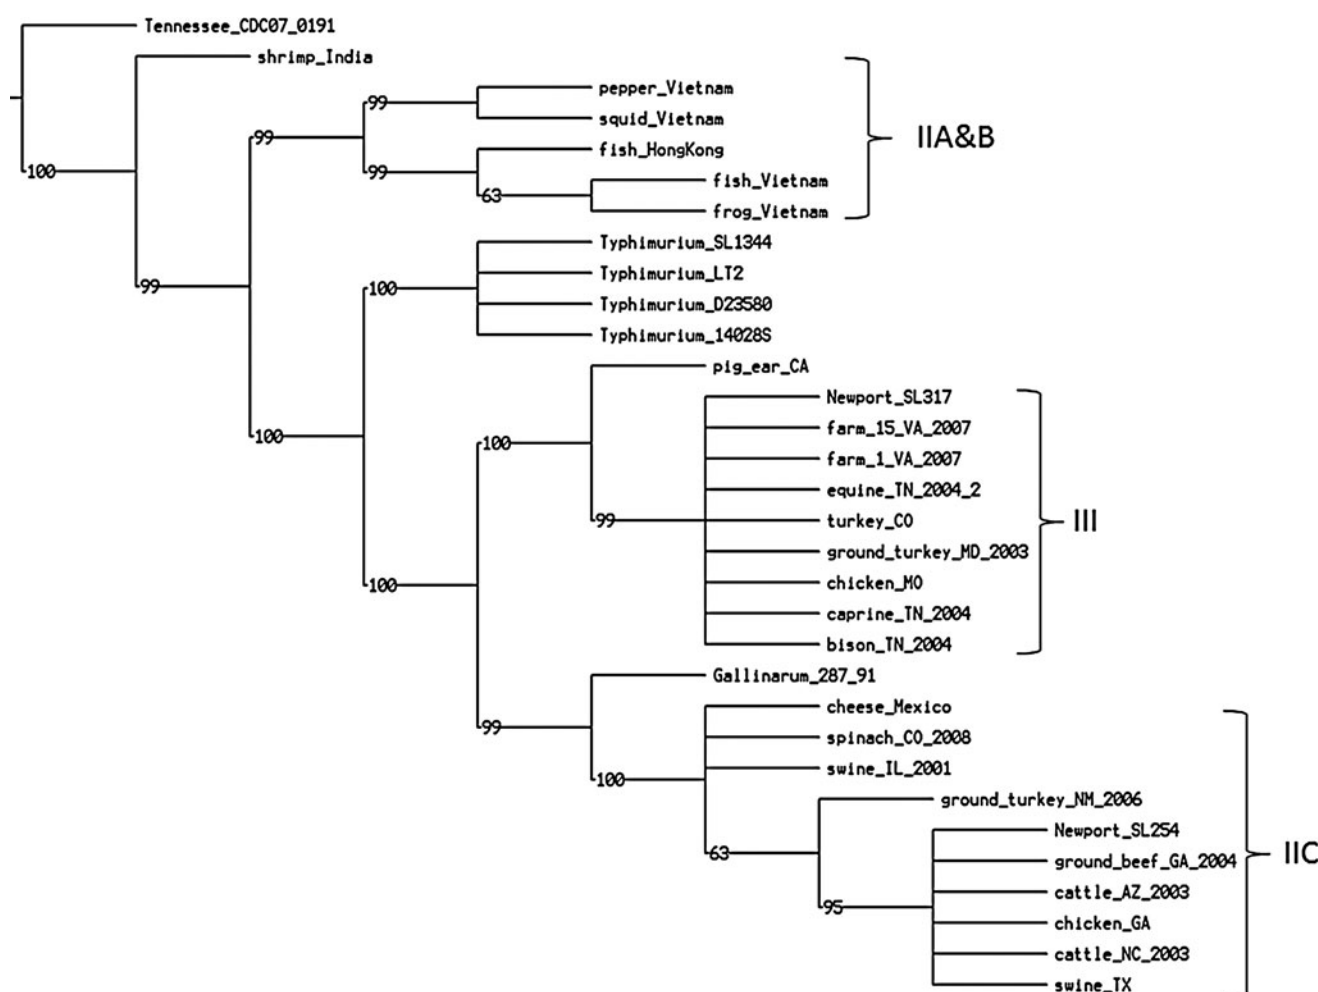 Tennessee_CDC07_0191
shrimp_India
pepper_Vietnam
99
squid_Vietnam
99
IIA&B
fish_HongKong
100
99
fish_Vietnam
63
frog_Vietnam
Typhimurium_SL1344
Typhimurium_LT2
99
100
Typhimurium_D23580
Typhimurium_14028S
pig_ear_CA
Newport_SL317
farm_15_VA_2007
100
100
farm_1_VA_2007
equine_TN_2004_2
99
turkey_CO
III
ground_turkey_MD_2003
100
chicken_MO
caprine_TN_2004
bison_TN_2004
Gallinarum_287_91
cheese_Mexico
99
spinach_CO_2008
swine_IL_2001
100
ground_turkey_NM_2006
Newport_SL254
63
ground_beef_GA_2004
IIC
cattle_AZ_2003
95
chicken_GA
cattle_NC_2003
swine_TX